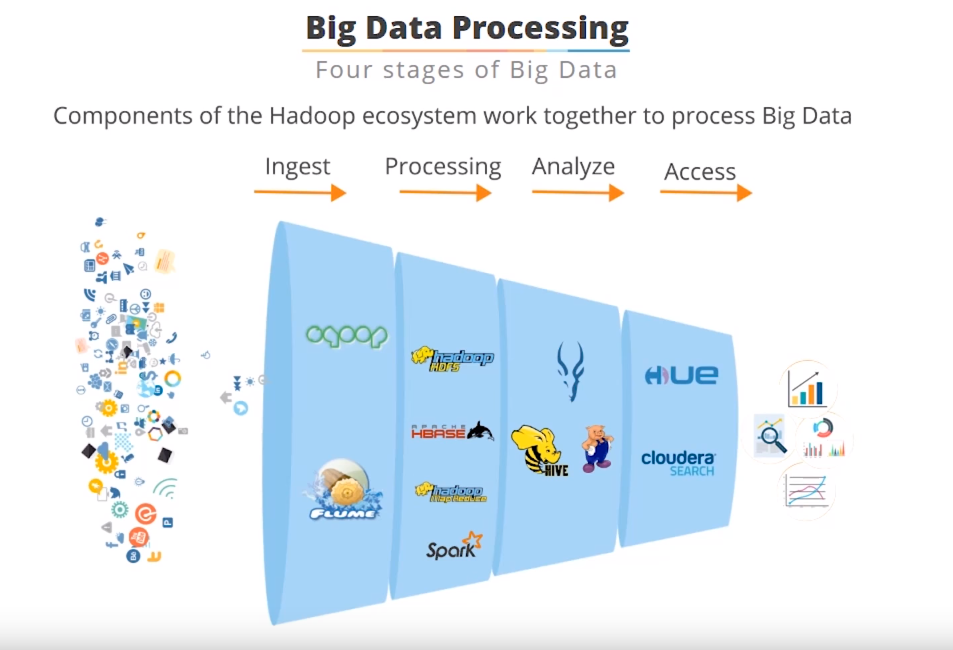 Big Data Processing
Four stages of Big Data
Components of the Hadoop ecosystem work together to process Big Data
Ingest
Processing
Analyze
Access
sqoop
FLUME
hadoop
HDFS
APACHE
HBASE
hadoop
MapReduce
Spark
HIVE
HUE
cloudera
SEARCH